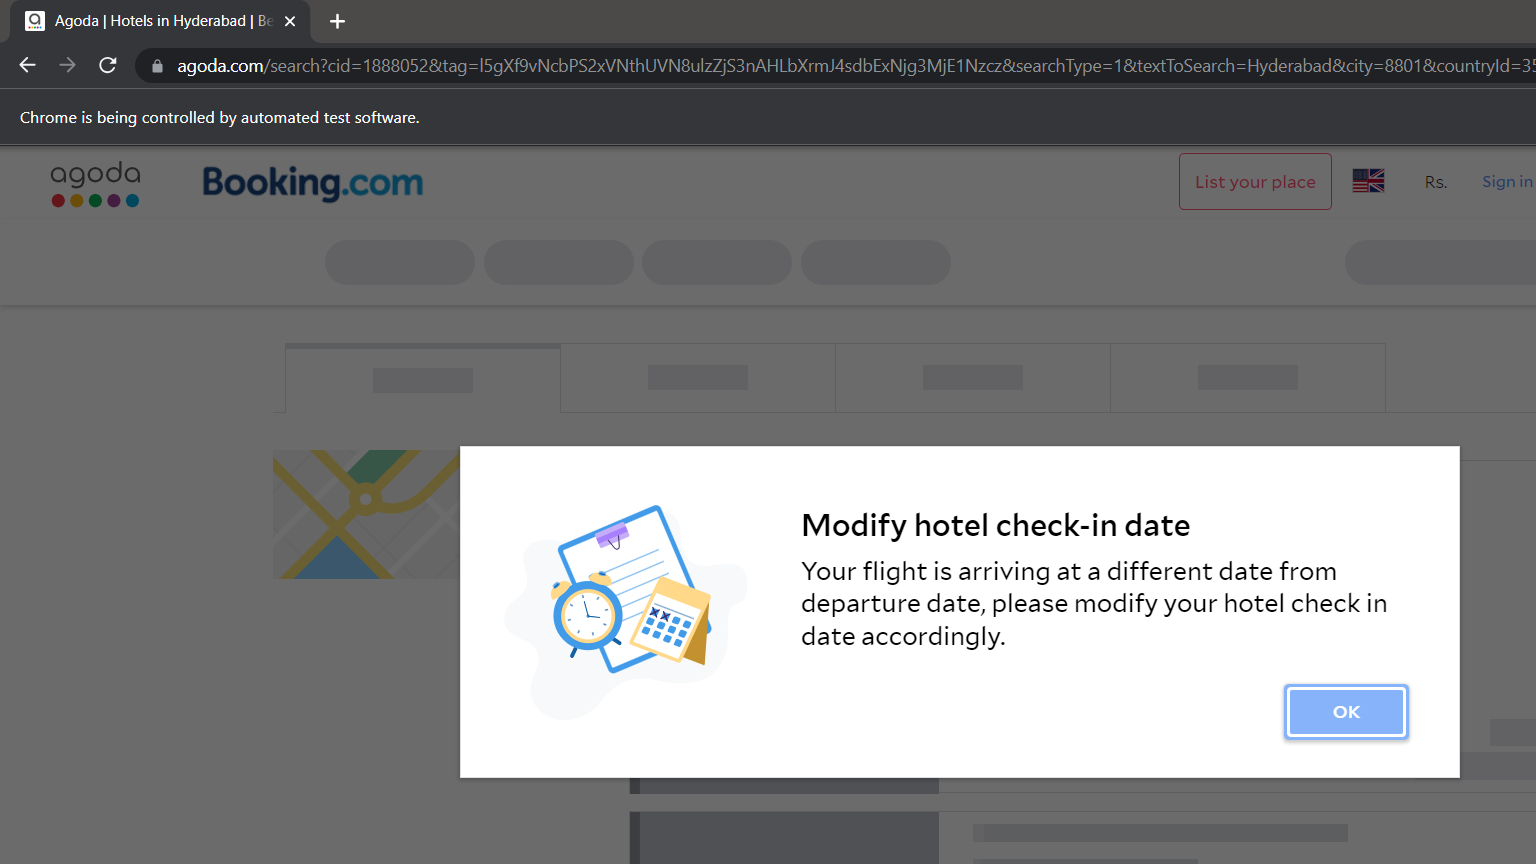 Agoda | Hotels in Hyderabad | Be
agoda.com/search?cid=1888052&tag=l5gXf9vNcbPS2xVNthUVN8ulzZjS3nAHLbXrmJ4sdbExNjg3MjE1Nzcz&searchType=1&textToSearch=Hyderabad&city=8801&countryId=35
Chrome is being controlled by automated test software.
agoda Booking.com List your place Rs. Sign in
Modify hotel check-in date
Your flight is arriving at a different date from
departure date, please modify your hotel check in
date accordingly.
OK